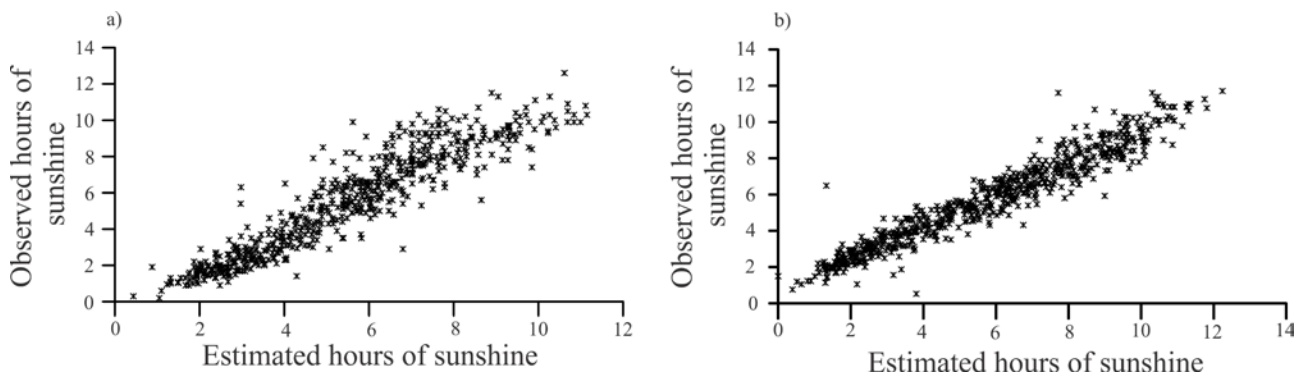 a)
Observed hours of
sunshine
14
12
10
8
6
4
2
0
0 2 4 6 8 10 12
Estimated hours of sunshine
b)
Observed hours of
sunshine
14
12
10
8
6
4
2
0
0 2 4 6 8 10 12 14
Estimated hours of sunshine